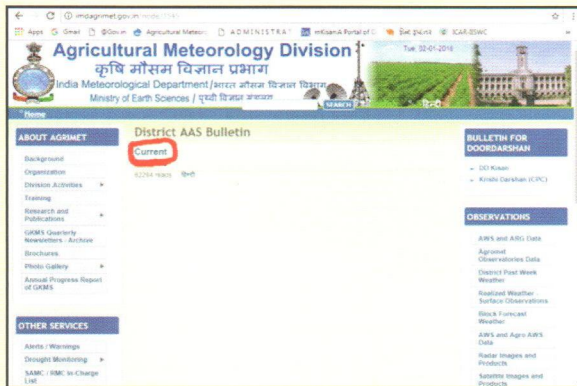 imdagrimet.gov.in/node/3545
Apps
Gmail
@Gov.in
Agricultural Meteoro
ADMINISTRAT
mKisan
A Portal of G
ICAR-IISWC
Agricultural Meteorology Division
कृषि मौसम विज्ञान प्रभाग
India Meteorological Department/भारत मौसम विज्ञान विभाग
Ministry of Earth Sciences / पृथ्वी विज्ञान मंत्रालय
Tue, 02-01-2018
SEARCH
हिन्दी
Home
ABOUT AGRIMET
Background
Organization
Division Activities
Training
Research and
Publications
GKMS Quarterly
Newsletters - Archive
Brochures
Photo Gallery
Annual Progress Report
of GKMS
OTHER SERVICES
Alerts / Warnings
Drought Monitoring
SAMC / RMC In-Charge
List
District AAS Bulletin
Current
reads हिन्दी
BULLETIN FOR
DOORDARSHAN
DD Kisan
Krishi Darshan (CPC)
OBSERVATIONS
AWS and ARG Data
Agromet
Observatories Data
District Past Week
Weather
Realized Weather -
Surface Observations
Block Forecast
Weather
AWS and Agro-AWS
Data
Radar Images and
Products
Satellite Images and
Products